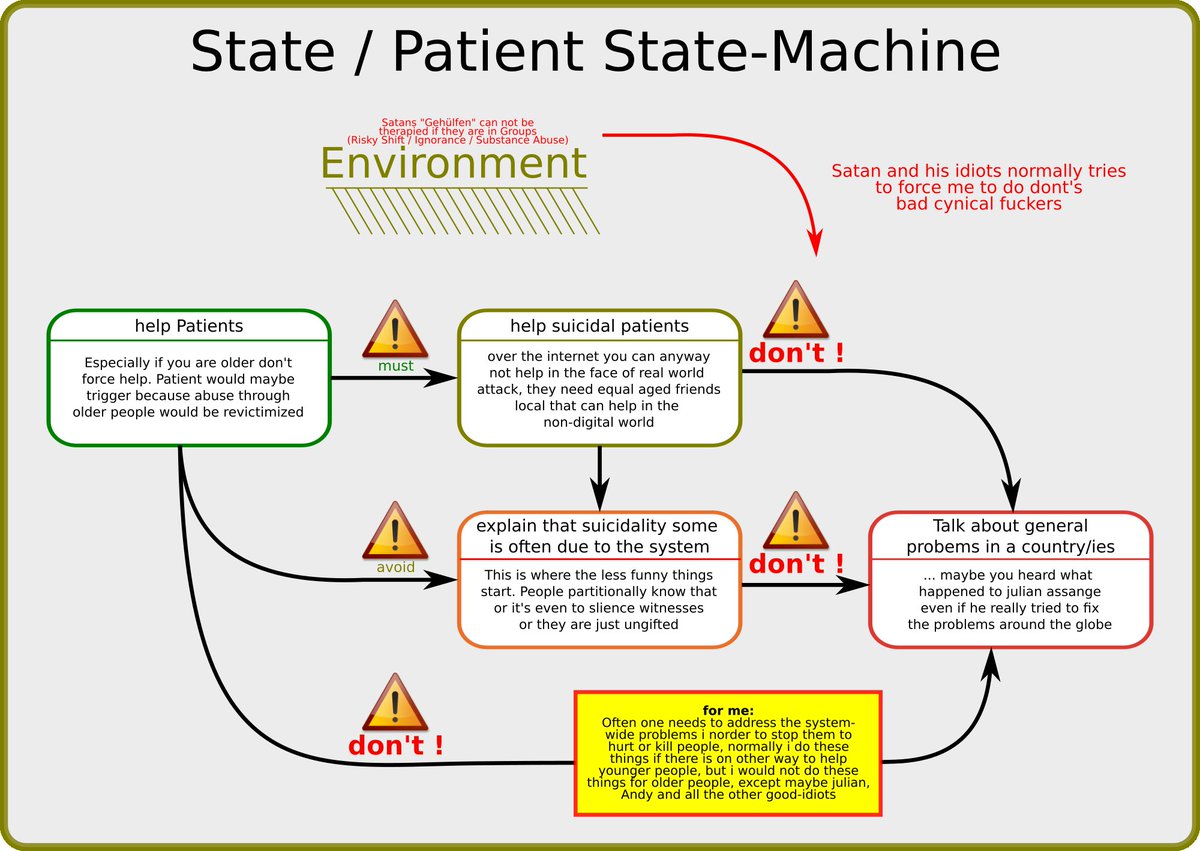 State / Patient State-Machine
Satans "Gehülfen" can not be
therapied if they are in Groups
(Risky Shift / Ignorance / Substance Abuse)
Environment
Satan and his idiots normally tries
to force me to do dont's
bad cynical fuckers
help Patients
Especially if you are older don't
force help. Patient would maybe
trigger because abuse through
older people would be revictimized
must
help suicidal patients
over the internet you can anyway
not help in the face of real world
attack, they need equal aged friends
local that can help in the
non-digital world
don't !
avoid
explain that suicidality some
is often due to the system
This is where the less funny things
start. People partitionally know that
or it's even to slience witnesses
or they are just ungifted
don't !
Talk about general
probems in a country/ies
... maybe you heard what
happened to julian assange
even if he really tried to fix
the problems around the globe
don't !
for me:
Often one needs to address the system-
wide problems i norder to stop them to
hurt or kill people, normally i do these
things if there is on other way to help
younger people, but i would not do these
things for older people, except maybe julian,
Andy and all the other good-idiots